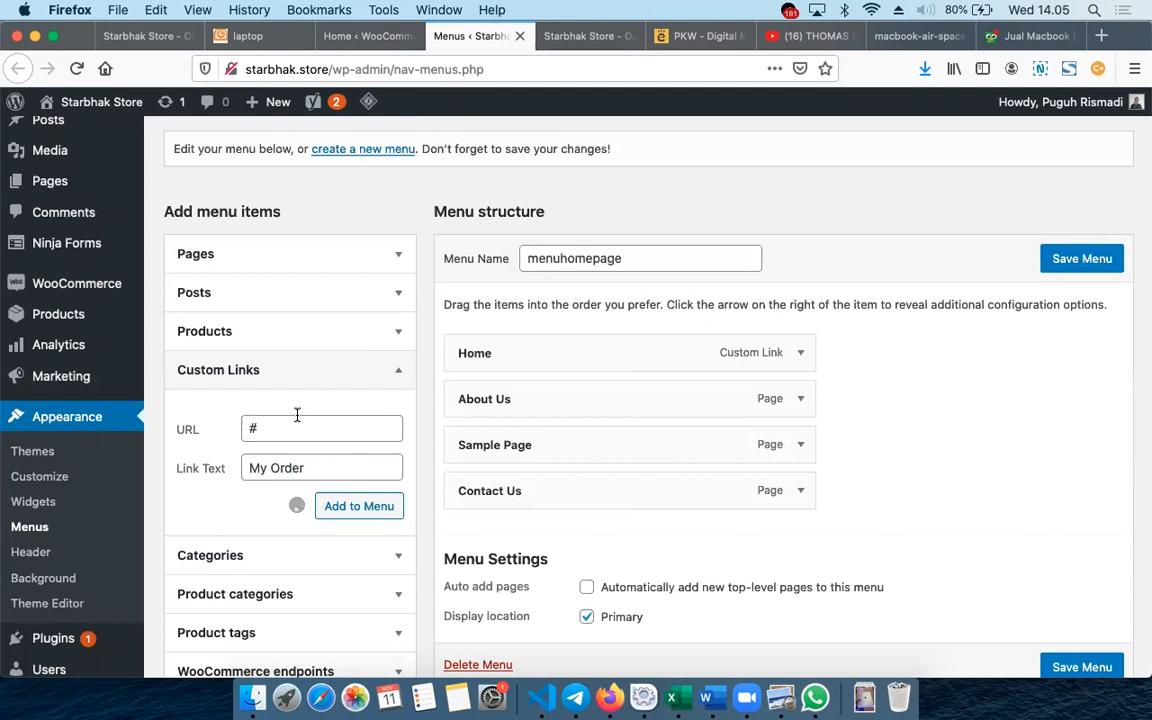 Firefox File Edit View History Bookmarks Tools Window Help 181 80% Wed 14.05
Starbhak Store - O
laptop
Home < WooComm
Menus < Starbh
Starbhak Store - O
PKW - Digital M
(16) THOMAS
macbook-air-spac
Jual Macbook
starbhak.store/wp-admin/nav-menus.php
Starbhak Store 1 0 New 2 Howdy, Puguh Rismadi
Posts
Media
Pages
Comments
Ninja Forms
WooCommerce
Products
Analytics
Marketing
Appearance
Themes
Customize
Widgets
Menus
Header
Background
Theme Editor
Plugins 1
Users
Edit your menu below, or create a new menu. Don't forget to save your changes!
Add menu items
Pages
Posts
Products
Custom Links
URL #
Link Text My Order
Add to Menu
Categories
Product categories
Product tags
WooCommerce endpoints
Menu structure
Menu Name menuhomepage Save Menu
Drag the items into the order you prefer. Click the arrow on the right of the item to reveal additional configuration options.
Home Custom Link
About Us Page
Sample Page Page
Contact Us Page
Menu Settings
Auto add pages Automatically add new top-level pages to this menu
Display location Primary
Delete Menu Save Menu